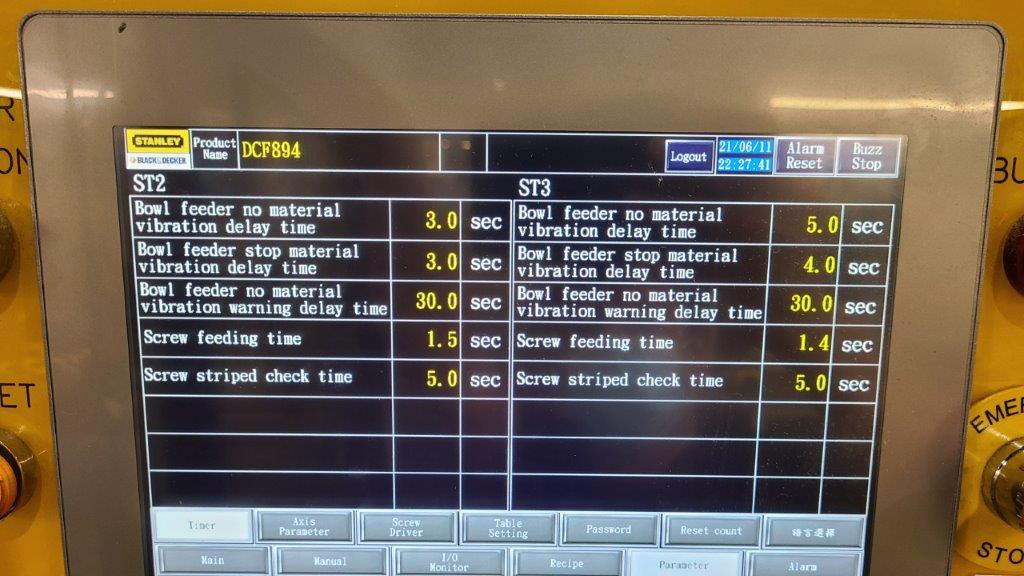 STANLEY
BLACK& DECKER
Product
Name
DCF894
Logout
21/06/11
22:27:41
Alarm
Reset
Buzz
Stop
ST2
Bowl feeder no material
vibration delay time
3.0 sec
Bowl feeder stop material
vibration delay time
3.0 sec
Bowl feeder no material
vibration warning delay time
30.0 sec
Screw feeding time 1.5 sec
Screw striped check time 5.0 sec
ST3
Bowl feeder no material
vibration delay time
5.0 sec
Bowl feeder stop material
vibration delay time
4.0 sec
Bowl feeder no material
vibration warning delay time
30.0 sec
Screw feeding time 1.4 sec
Screw striped check time 5.0 sec
Timer
Axis
Parameter
Screw
Driver
Table
Setting
Password
Reset count
語言選擇
Main
Manual
I/O
Monitor
Recipe
Parameter
Alarm
R
ON
ET
BU
EMER
STO